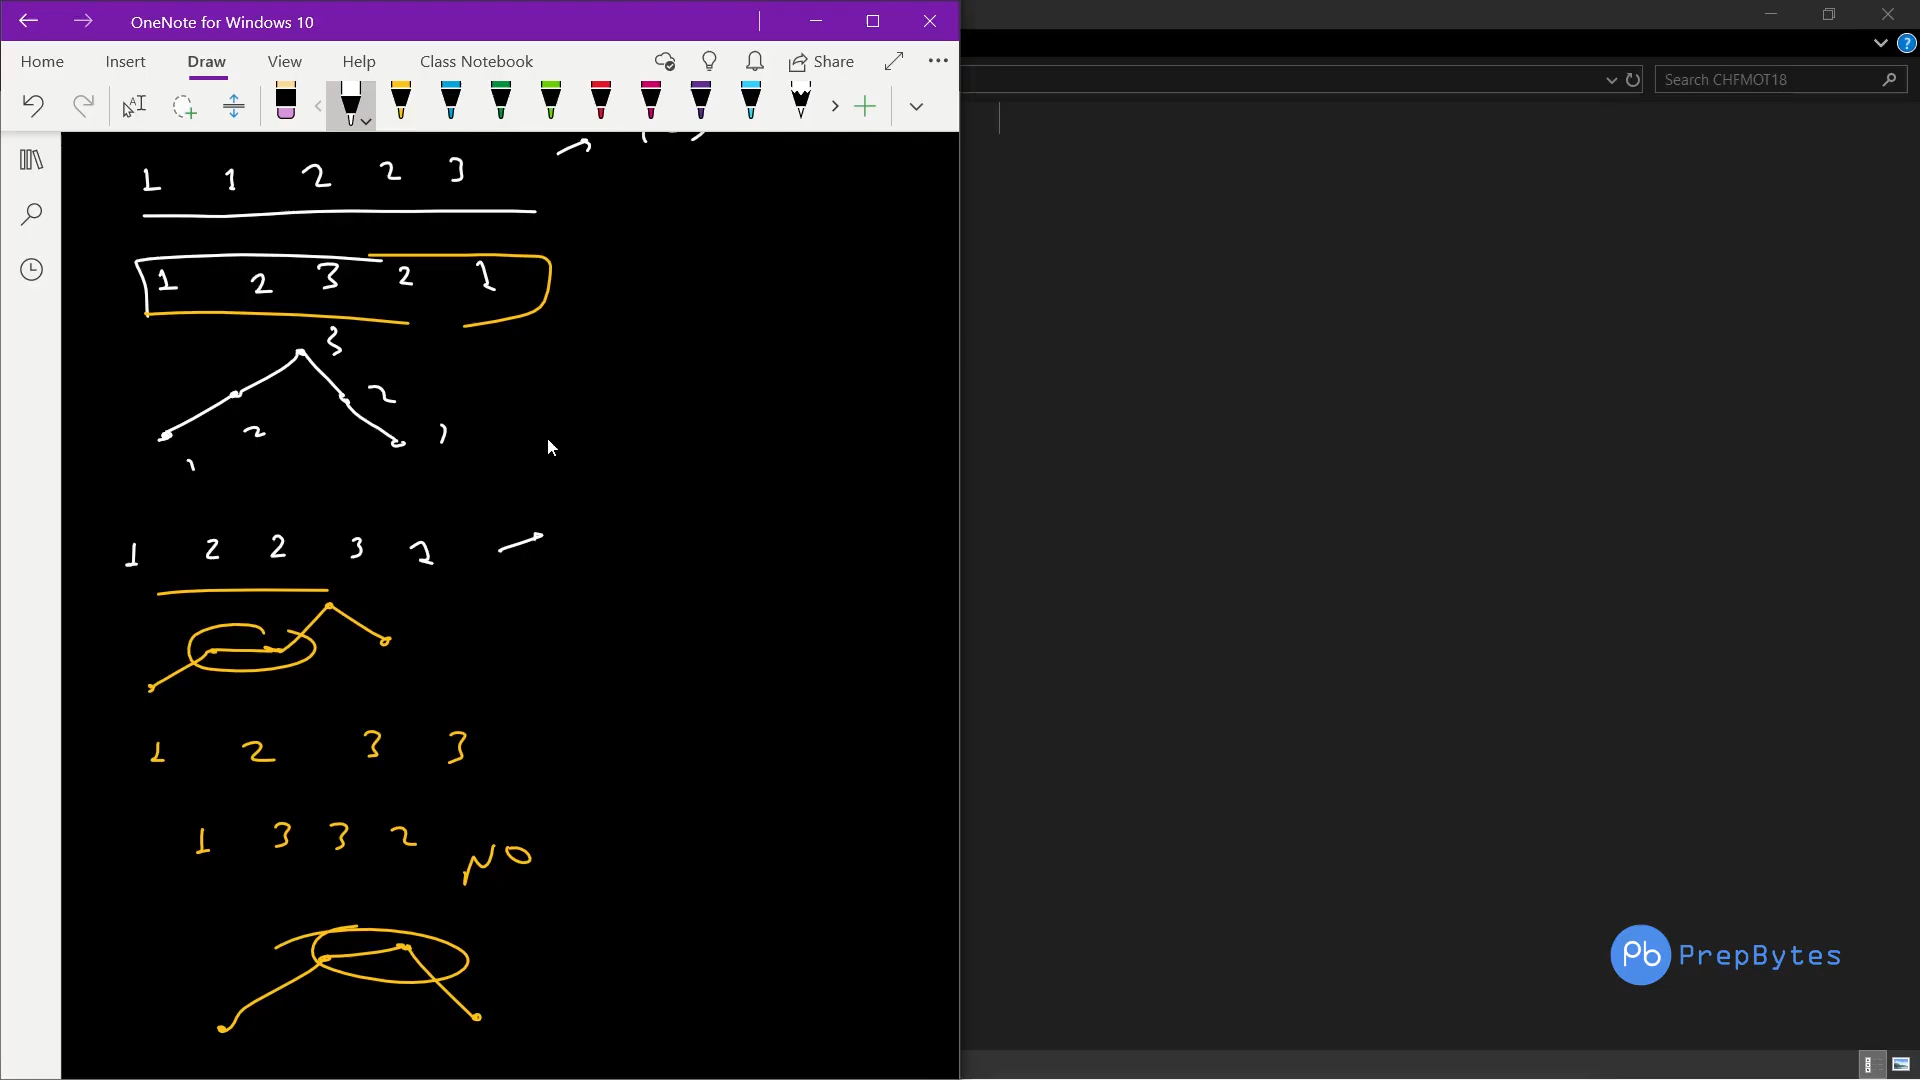 OneNote for Windows 10
Home Insert Draw View Help Class Notebook Share
Search CHFMOT18
1 1 2 2 3
1 2 3 2 1
3
2
2
1
1
1 2 2 3 2
1 2 3 3
1 3 3 2
NO
Pb PrepBytes